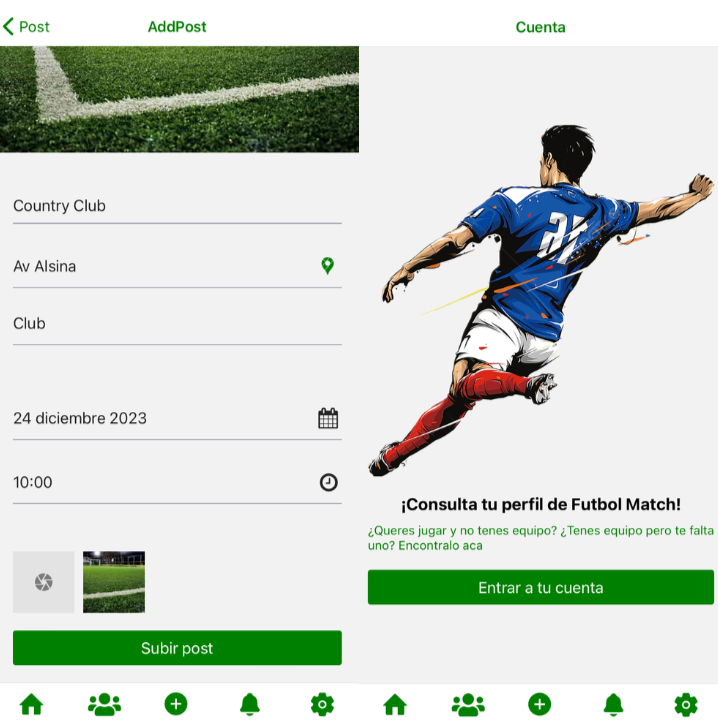 Post
AddPost
Country Club
Av Alsina
Club
24 diciembre 2023
10:00
Subir post
Cuenta
¡Consulta tu perfil de Futbol Match!
¿Queres jugar y no tenes equipo? ¿Tenes equipo pero te falta
uno? Encontralo aca
Entrar a tu cuenta